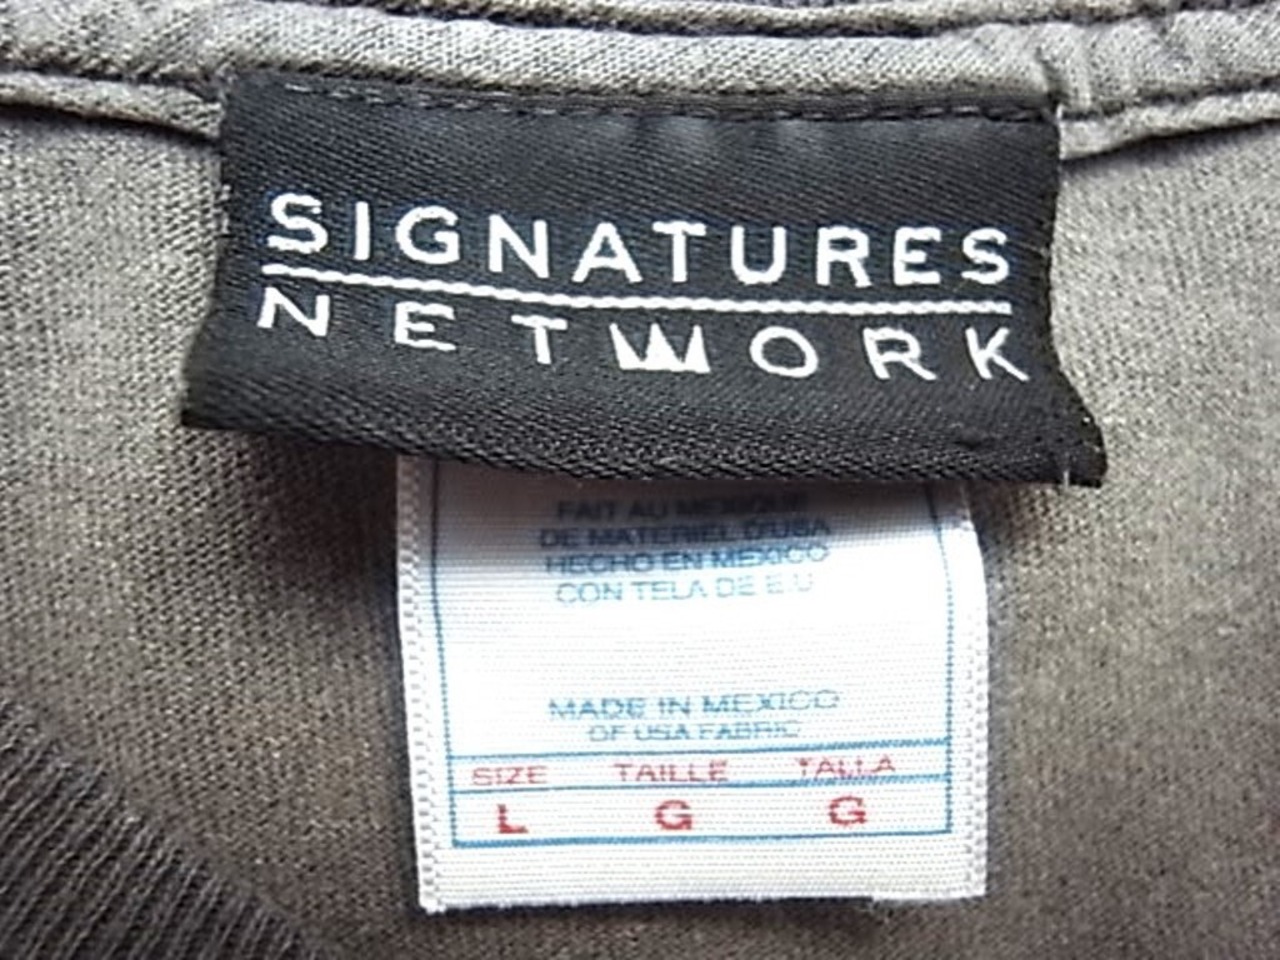 SIGNATURES
NETWORK
FAIT AU MEXIQUE
DE MATERIEL D'USA
HECHO EN MEXICO
CON TELA DE E.U
MADE IN MEXICO
OF USA FABRIC
SIZE TAILLE TALLA
L G G